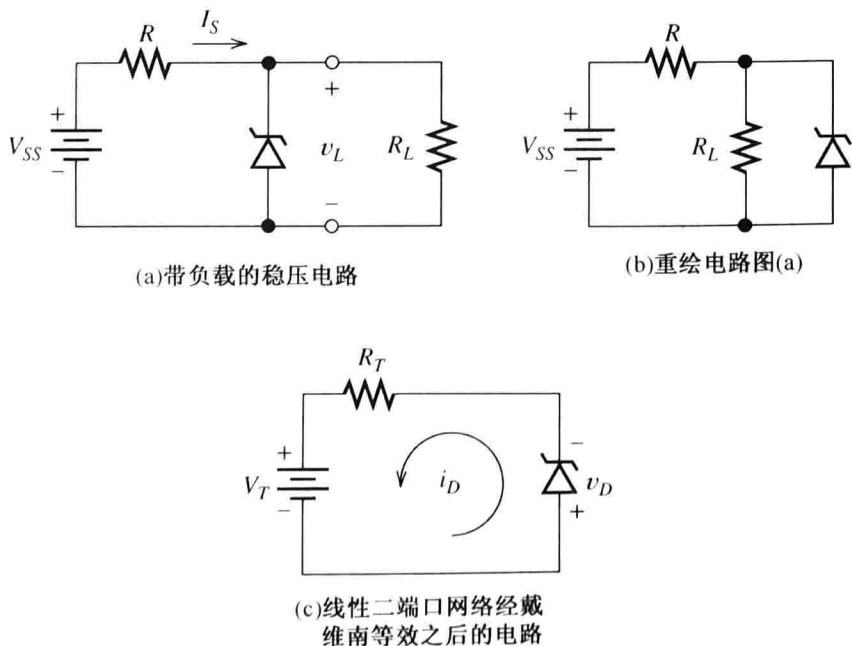 R
I_S
+
V_SS
−
+
v_L
−
R_L
(a)带负载的稳压电路
R
+
V_SS
−
R_L
(b)重绘电路图(a)
R_T
+
V_T
−
i_D
−
v_D
+
(c)线性二端口网络经戴
维南等效之后的电路